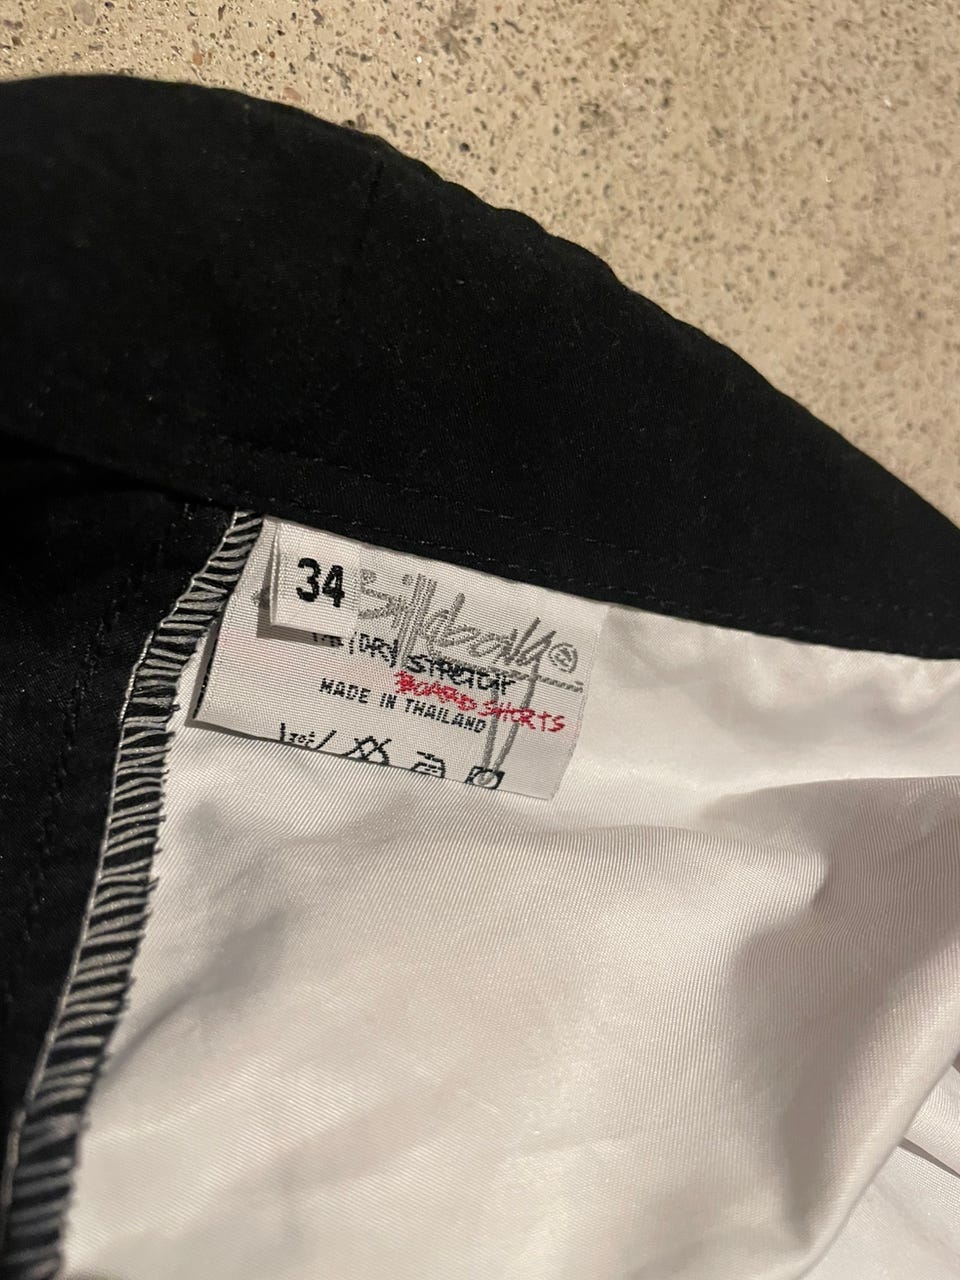 34
Billabong®
(DRY STRETCH
BOARD SHORTS
MADE IN THAILAND